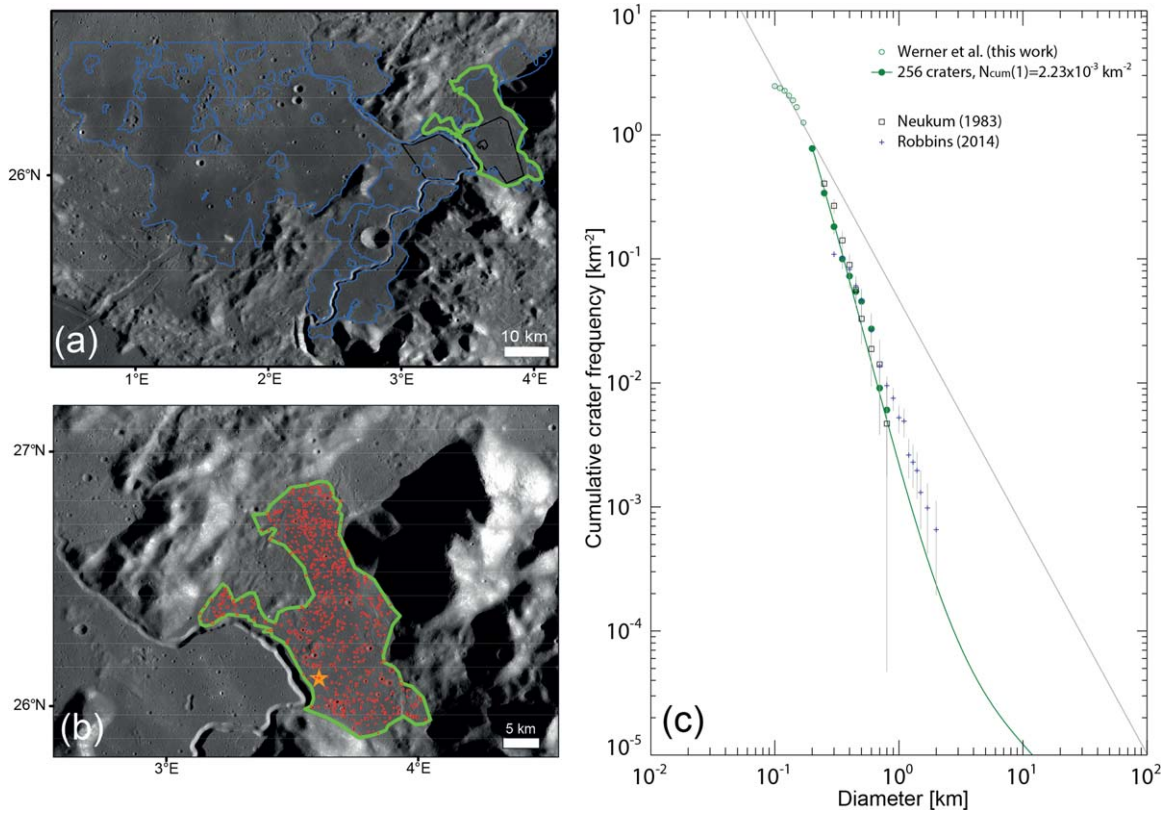 26°N
(a)
10 km
1°E
2°E
3°E
4°E
27°N
26°N
(b)
5 km
3°E
4°E
10¹
10⁰
10⁻¹
10⁻²
10⁻³
10⁻⁴
10⁻⁵
Cumulative crater frequency [km⁻²]
Werner et al. (this work)
256 craters, Ncum(1)=2.23x10⁻³ km⁻²
Neukum (1983)
Robbins (2014)
(c)
10⁻² 10⁻¹ 10⁰ 10¹ 10²
Diameter [km]